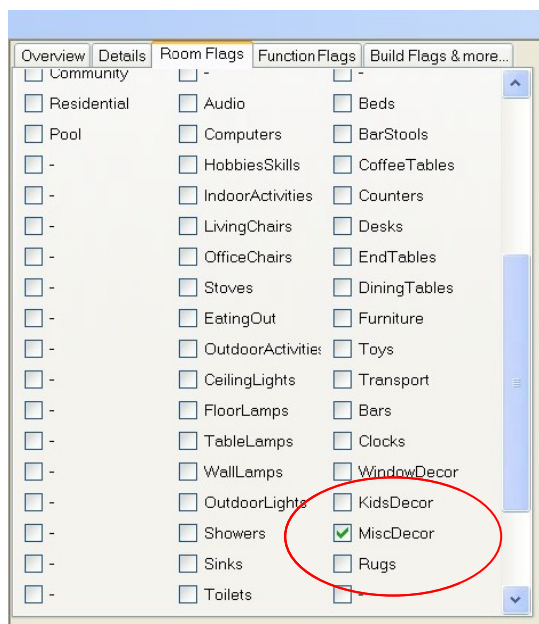 Overview Details Room Flags Function Flags Build Flags & more...
Community - -
Residential Audio Beds
Pool Computers BarStools
- HobbiesSkills CoffeeTables
- IndoorActivities Counters
- LivingChairs Desks
- OfficeChairs EndTables
- Stoves DiningTables
- EatingOut Furniture
- OutdoorActivities Toys
- CeilingLights Transport
- FloorLamps Bars
- TableLamps Clocks
- WallLamps WindowDecor
- OutdoorLights KidsDecor
- Showers MiscDecor
- Sinks Rugs
- Toilets -